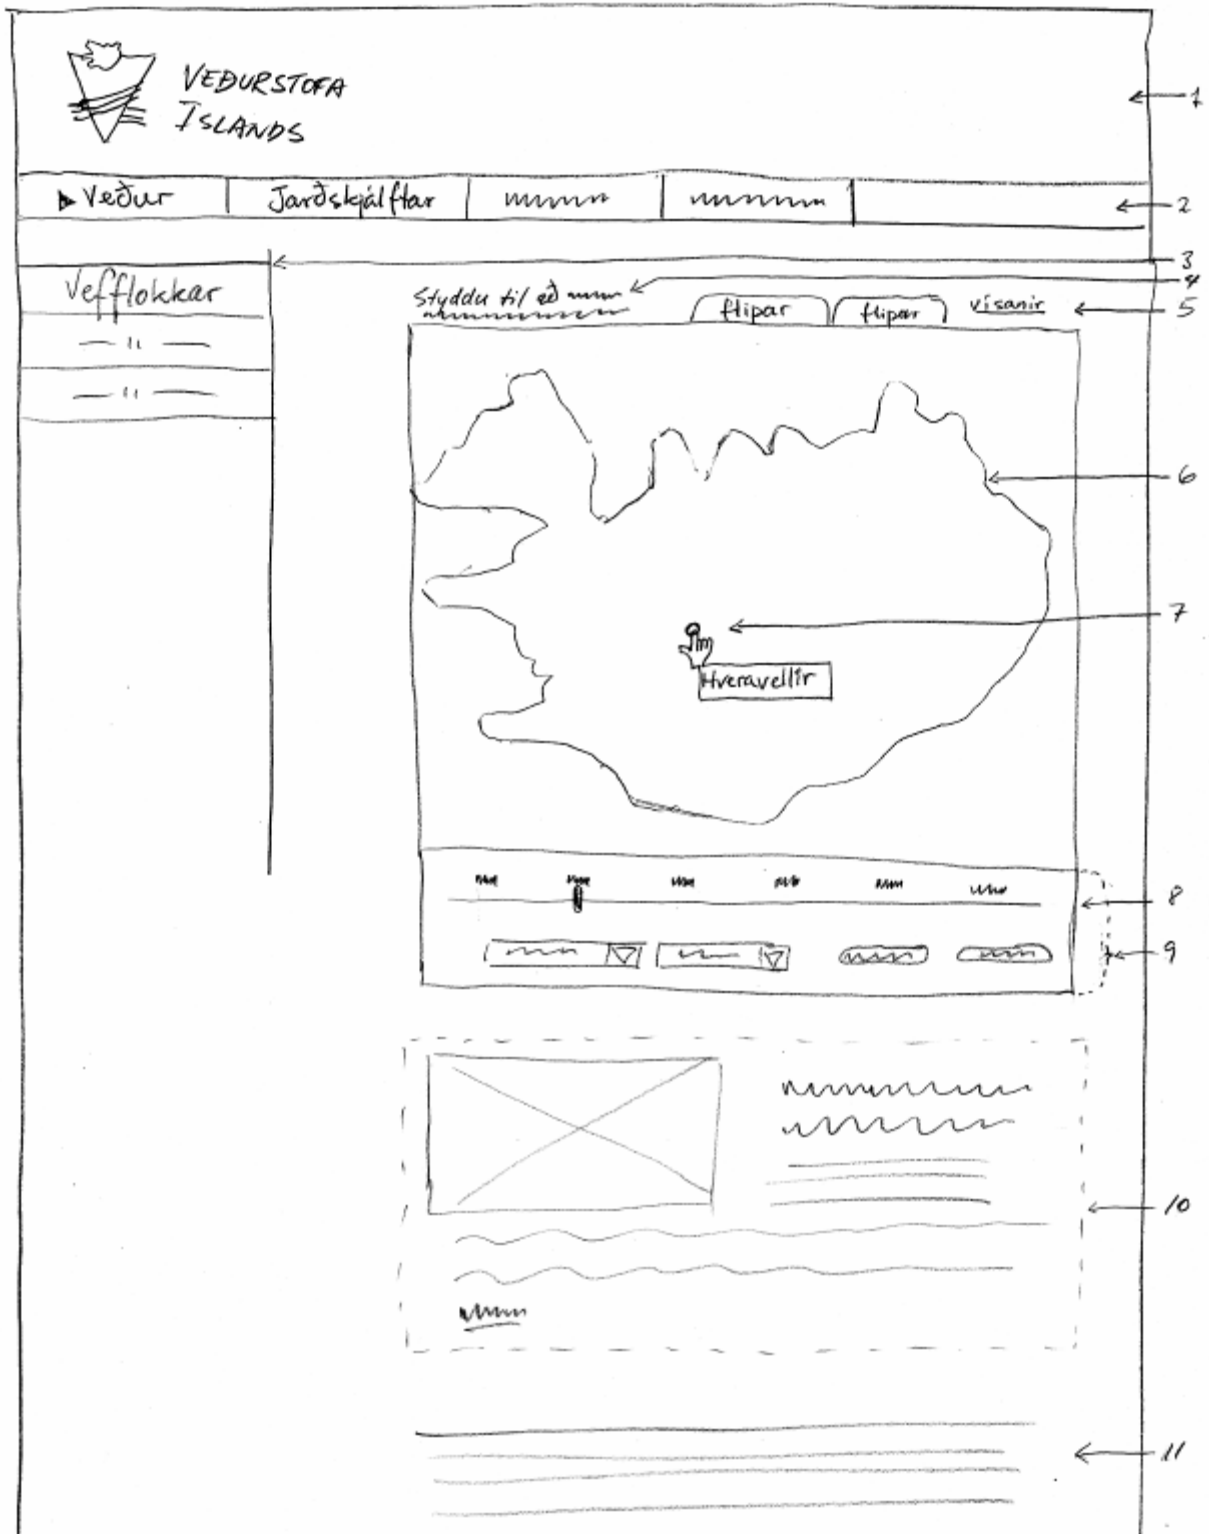 VEÐURSTOFA
ÍSLANDS
1
Veður
Jarðskjálftar
2
3
Vefflokkar
4
Styddu til að
flipar
flipar
vísanir
5
6
7
Hveravellir
8
9
10
11